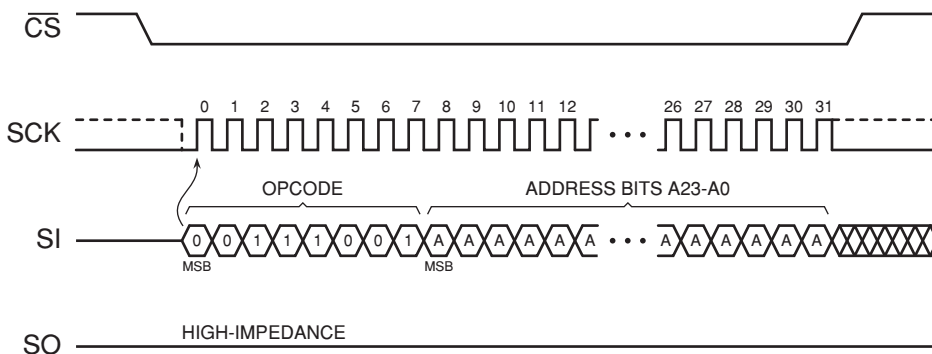 CS
0 1 2 3 4 5 6 7 8 9 10 11 12 26 27 28 29 30 31
SCK
OPCODE ADDRESS BITS A23-A0
SI 0 0 1 1 1 0 0 1 A A A A A A A A A A A A
MSB MSB
HIGH-IMPEDANCE
SO